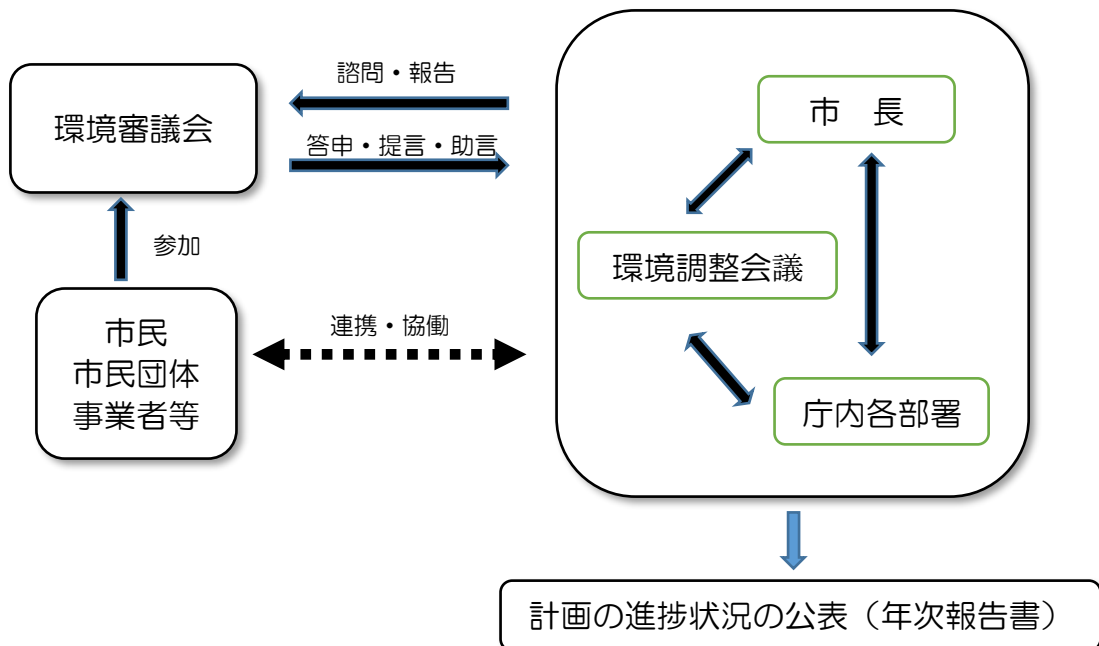 諮問・報告
市　長
環境審議会
答申・提言・助言
参加
環境調整会議
市民
市民団体
事業者等
連携・協働
庁内各部署
計画の進捗状況の公表（年次報告書）